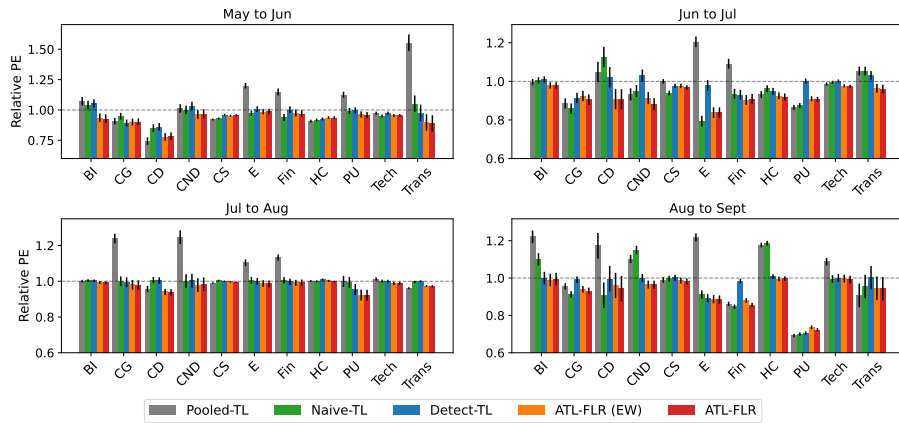 May to Jun
Jun to Jul
Relative PE
1.50
1.25
1.00
0.75
1.2
1.0
0.8
0.6
BI CG CD CND CS E Fin HC PU Tech Trans
BI CG CD CND CS E Fin HC PU Tech Trans
Jul to Aug
Aug to Sept
Relative PE
1.2
1.0
0.8
0.6
1.2
1.0
0.8
0.6
BI CG CD CND CS E Fin HC PU Tech Trans
BI CG CD CND CS E Fin HC PU Tech Trans
Pooled-TL Naive-TL Detect-TL ATL-FLR (EW) ATL-FLR